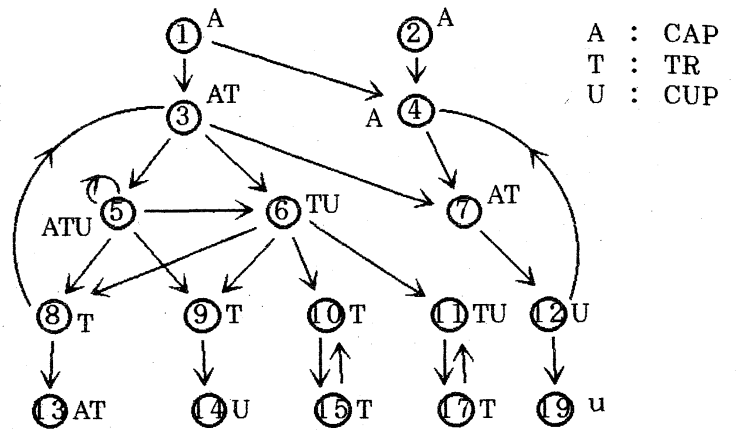 1 A 2 A A : CAP
T : TR
U : CUP
3 AT A 4
5 ATU 6 TU 7 AT
8 T 9 T 10 T 11 TU 12 U
13 AT 14 U 15 T 17 T 19 u